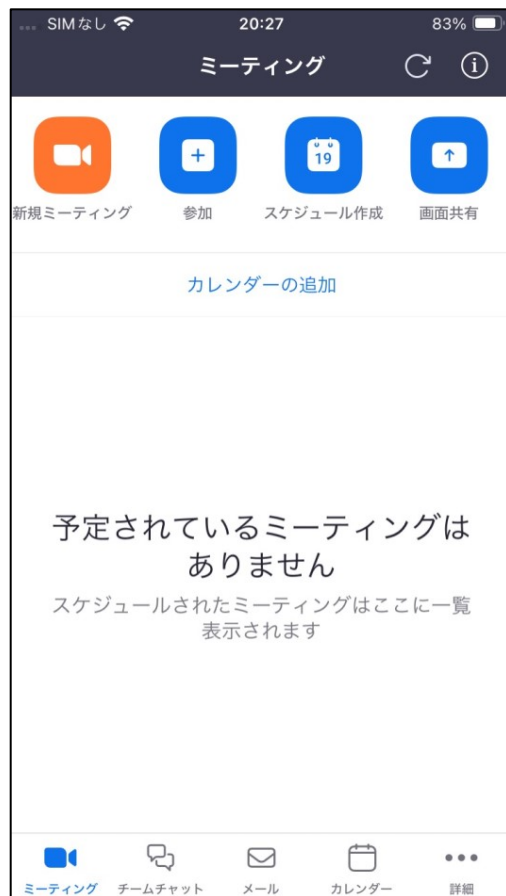 SIMなし 20:27 83%
ミーティング
19
新規ミーティング 参加 スケジュール作成 画面共有
カレンダーの追加
予定されているミーティングは
ありません
スケジュールされたミーティングはここに一覧
表示されます
ミーティング チームチャット メール カレンダー 詳細